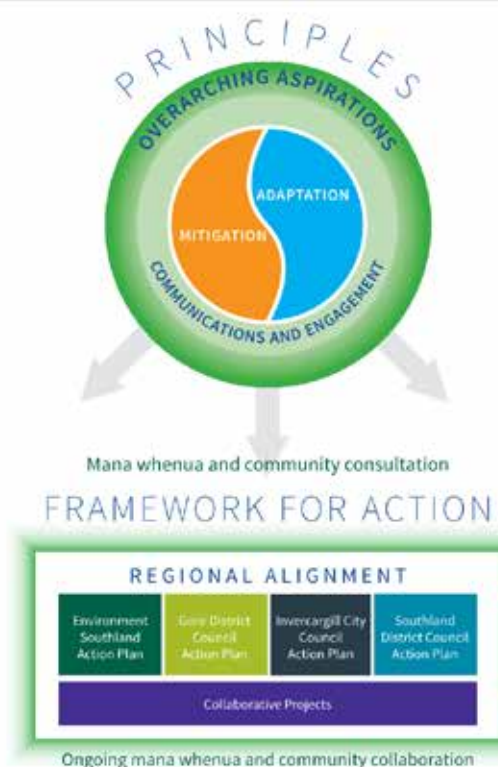 PRINCIPLES
OVERARCHING ASPIRATIONS
ADAPTATION
MITIGATION
COMMUNICATIONS AND ENGAGEMENT
Mana whenua and community consultation
FRAMEWORK FOR ACTION
REGIONAL ALIGNMENT
Environment
Southland
Action Plan
Gore District
Council
Action Plan
Invercargill City
Council
Action Plan
Southland
District Council
Action Plan
Collaborative Projects
Ongoing mana whenua and community collaboration